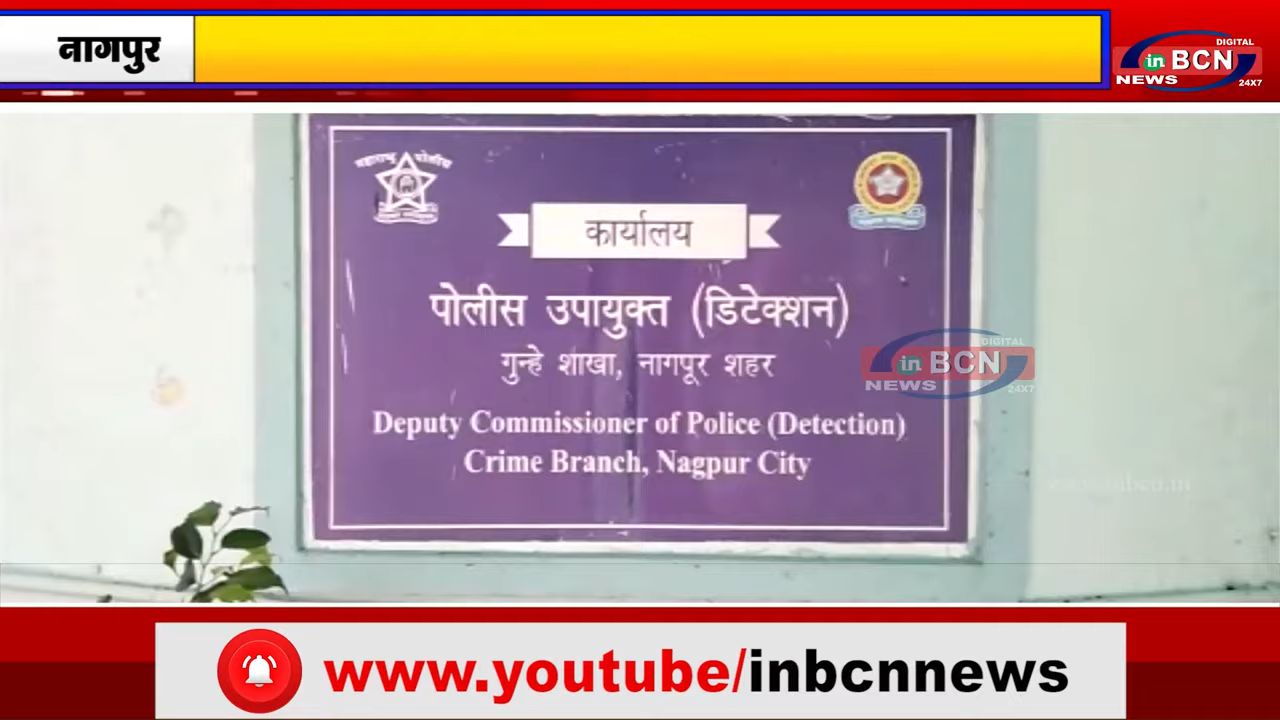 नागपुर
DIGITAL
in BCN
NEWS 24X7
महाराष्ट्र पोलीस
कार्यालय
पोलीस उपायुक्त (डिटेक्शन)
गुन्हे शाखा, नागपूर शहर
Deputy Commissioner of Police (Detection)
Crime Branch, Nagpur City
DIGITAL
in BCN
NEWS 24X7
www.youtube/inbcnnews